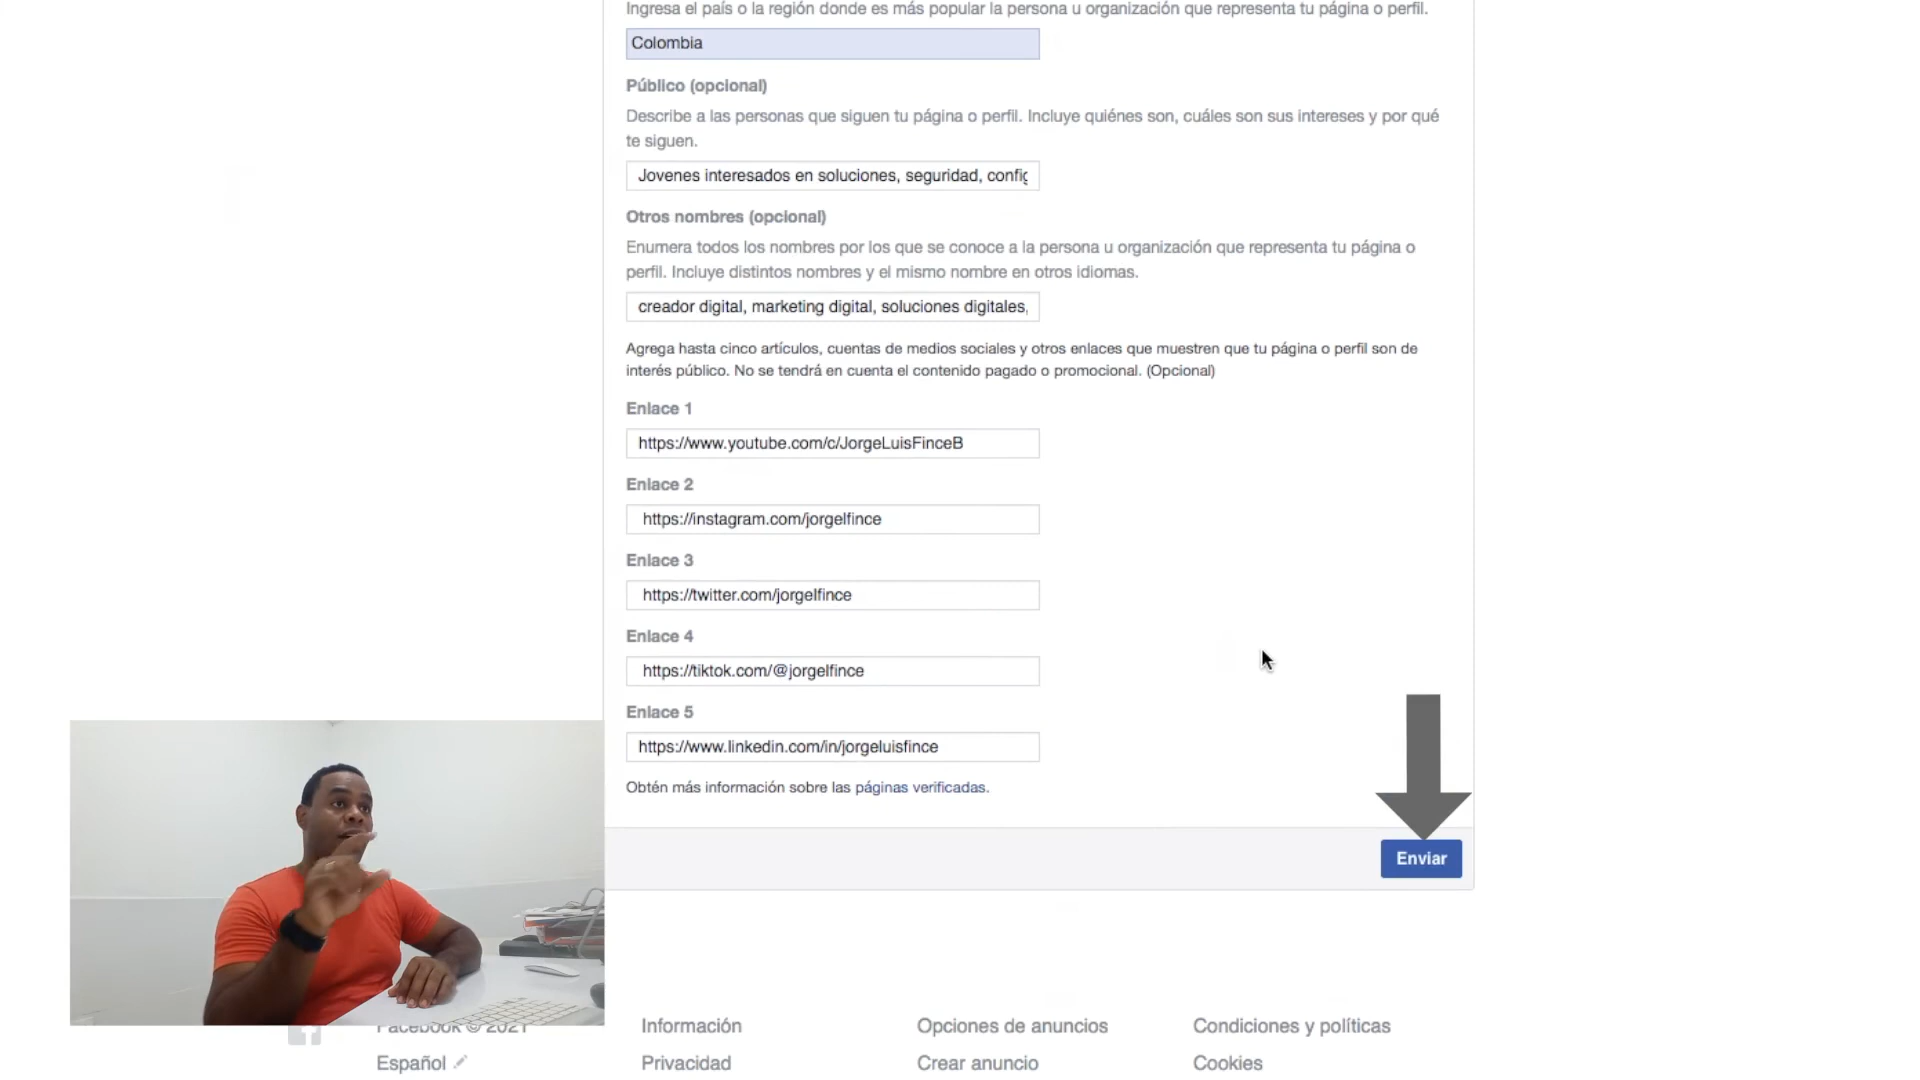 Ingresa el país o la región donde es más popular la persona u organización que representa tu página o perfil.
Colombia
Público (opcional)
Describe a las personas que siguen tu página o perfil. Incluye quiénes son, cuáles son sus intereses y por qué
te siguen.
Jovenes interesados en soluciones, seguridad, config
Otros nombres (opcional)
Enumera todos los nombres por los que se conoce a la persona u organización que representa tu página o
perfil. Incluye distintos nombres y el mismo nombre en otros idiomas.
creador digital, marketing digital, soluciones digitales,
Agrega hasta cinco artículos, cuentas de medios sociales y otros enlaces que muestren que tu página o perfil son de
interés público. No se tendrá en cuenta el contenido pagado o promocional. (Opcional)
Enlace 1
https://www.youtube.com/c/JorgeLuisFinceB
Enlace 2
https://instagram.com/jorgelfince
Enlace 3
https://twitter.com/jorgelfince
Enlace 4
https://tiktok.com/@jorgelfince
Enlace 5
https://www.linkedin.com/in/jorgeluisfince
Obtén más información sobre las páginas verificadas.
Enviar
Facebook © 2021
Información
Opciones de anuncios
Condiciones y políticas
Español
Privacidad
Crear anuncio
Cookies